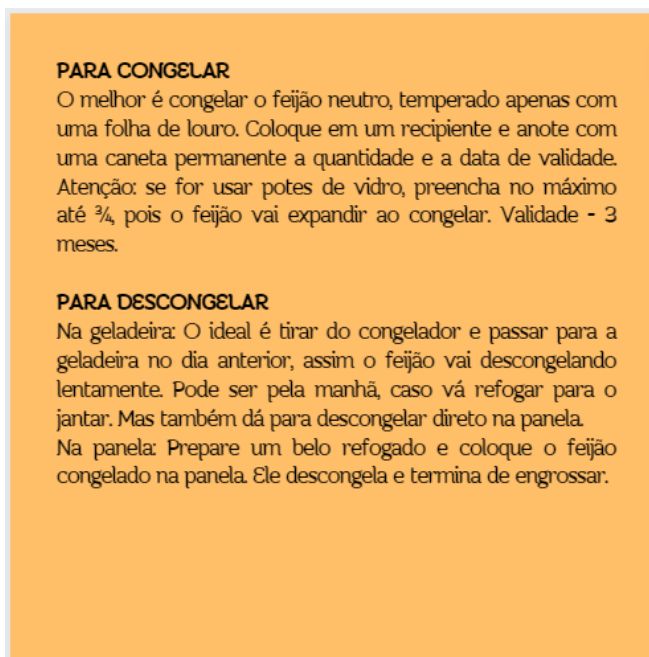 PARA CONGELAR
O melhor é congelar o feijão neutro, temperado apenas com
uma folha de louro. Coloque em um recipiente e anote com
uma caneta permanente a quantidade e a data de validade.
Atenção: se for usar potes de vidro, preencha no máximo
até ¾, pois o feijão vai expandir ao congelar. Validade - 3
meses.
PARA DESCONGELAR
Na geladeira: O ideal é tirar do congelador e passar para a
geladeira no dia anterior, assim o feijão vai descongelando
lentamente. Pode ser pela manhã, caso vá refogar para o
jantar. Mas também dá para descongelar direto na panela.
Na panela: Prepare um belo refogado e coloque o feijão
congelado na panela. Ele descongela e termina de engrossar.